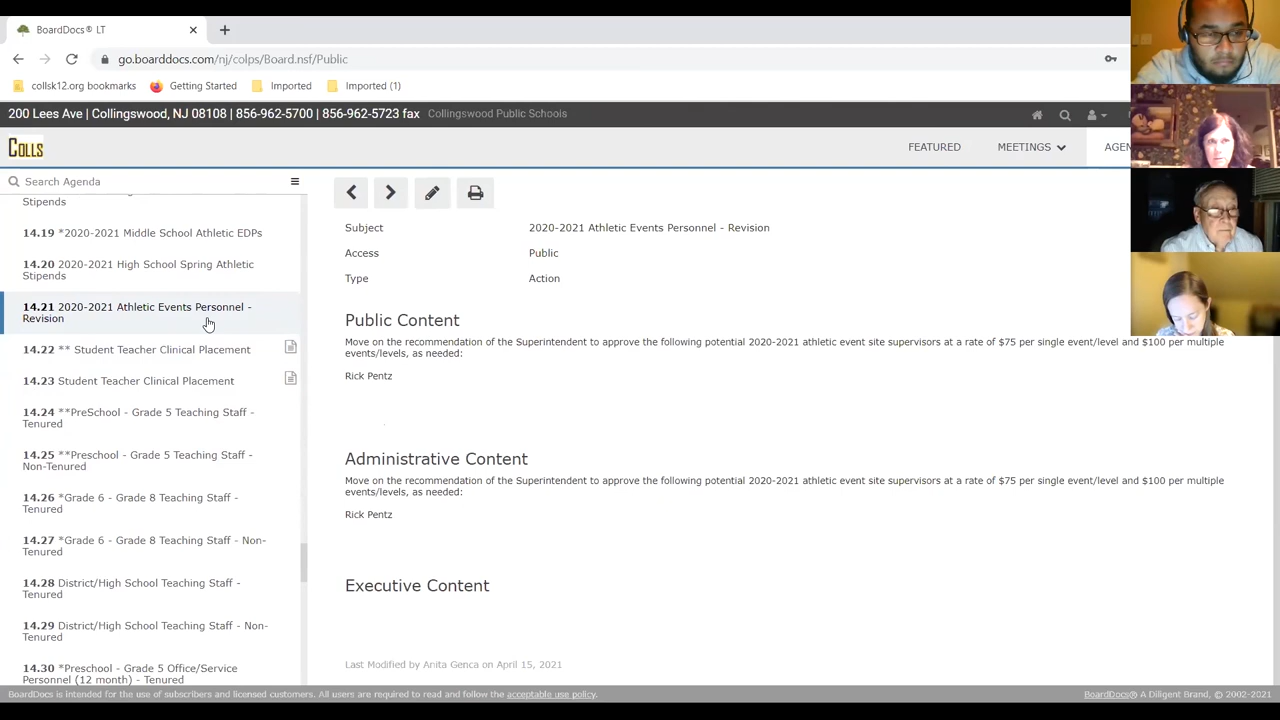 BoardDocs® LT
go.boarddocs.com/nj/colps/Board.nsf/Public
collsk12.org bookmarks Getting Started Imported Imported (1)
200 Lees Ave | Collingswood, NJ 08108 | 856-962-5700 | 856-962-5723 fax Collingswood Public Schools
COLLS
FEATURED MEETINGS AGEN
Search Agenda
Stipends
14.19 *2020-2021 Middle School Athletic EDPs
14.20 2020-2021 High School Spring Athletic
Stipends
14.21 2020-2021 Athletic Events Personnel -
Revision
14.22 ** Student Teacher Clinical Placement
14.23 Student Teacher Clinical Placement
14.24 **PreSchool - Grade 5 Teaching Staff -
Tenured
14.25 **Preschool - Grade 5 Teaching Staff -
Non-Tenured
14.26 *Grade 6 - Grade 8 Teaching Staff -
Tenured
14.27 *Grade 6 - Grade 8 Teaching Staff - Non-
Tenured
14.28 District/High School Teaching Staff -
Tenured
14.29 District/High School Teaching Staff - Non-
Tenured
14.30 *Preschool - Grade 5 Office/Service
Personnel (12 month) - Tenured
Subject 2020-2021 Athletic Events Personnel - Revision
Access Public
Type Action
Public Content
Move on the recommendation of the Superintendent to approve the following potential 2020-2021 athletic event site supervisors at a rate of $75 per single event/level and $100 per multiple
events/levels, as needed:
Rick Pentz
Administrative Content
Move on the recommendation of the Superintendent to approve the following potential 2020-2021 athletic event site supervisors at a rate of $75 per single event/level and $100 per multiple
events/levels, as needed:
Rick Pentz
Executive Content
Last Modified by Anita Genca on April 15, 2021
BoardDocs is intended for the use of subscribers and licensed customers. All users are required to read and follow the acceptable use policy. BoardDocs® A Diligent Brand, © 2002-2021